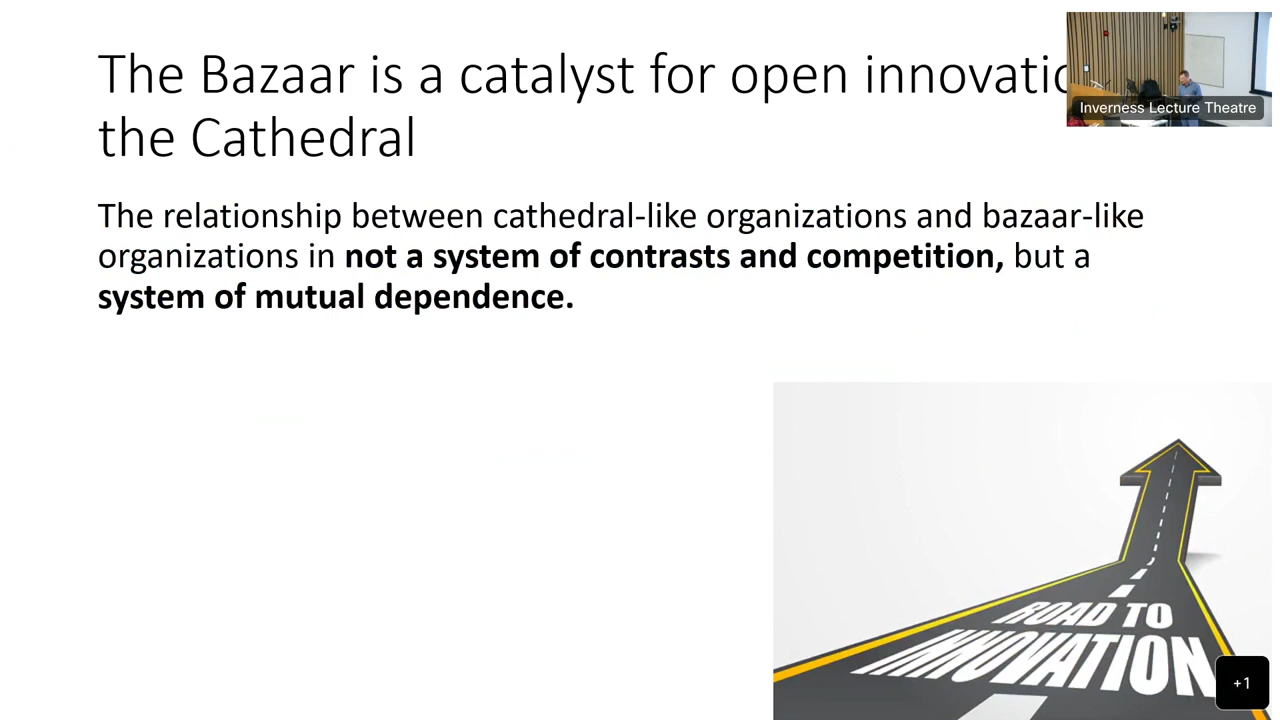 The Bazaar is a catalyst for open innovatio
the Cathedral
Inverness Lecture Theatre
The relationship between cathedral-like organizations and bazaar-like
organizations in not a system of contrasts and competition, but a
system of mutual dependence.
ROAD TO
INNOVATION
+1